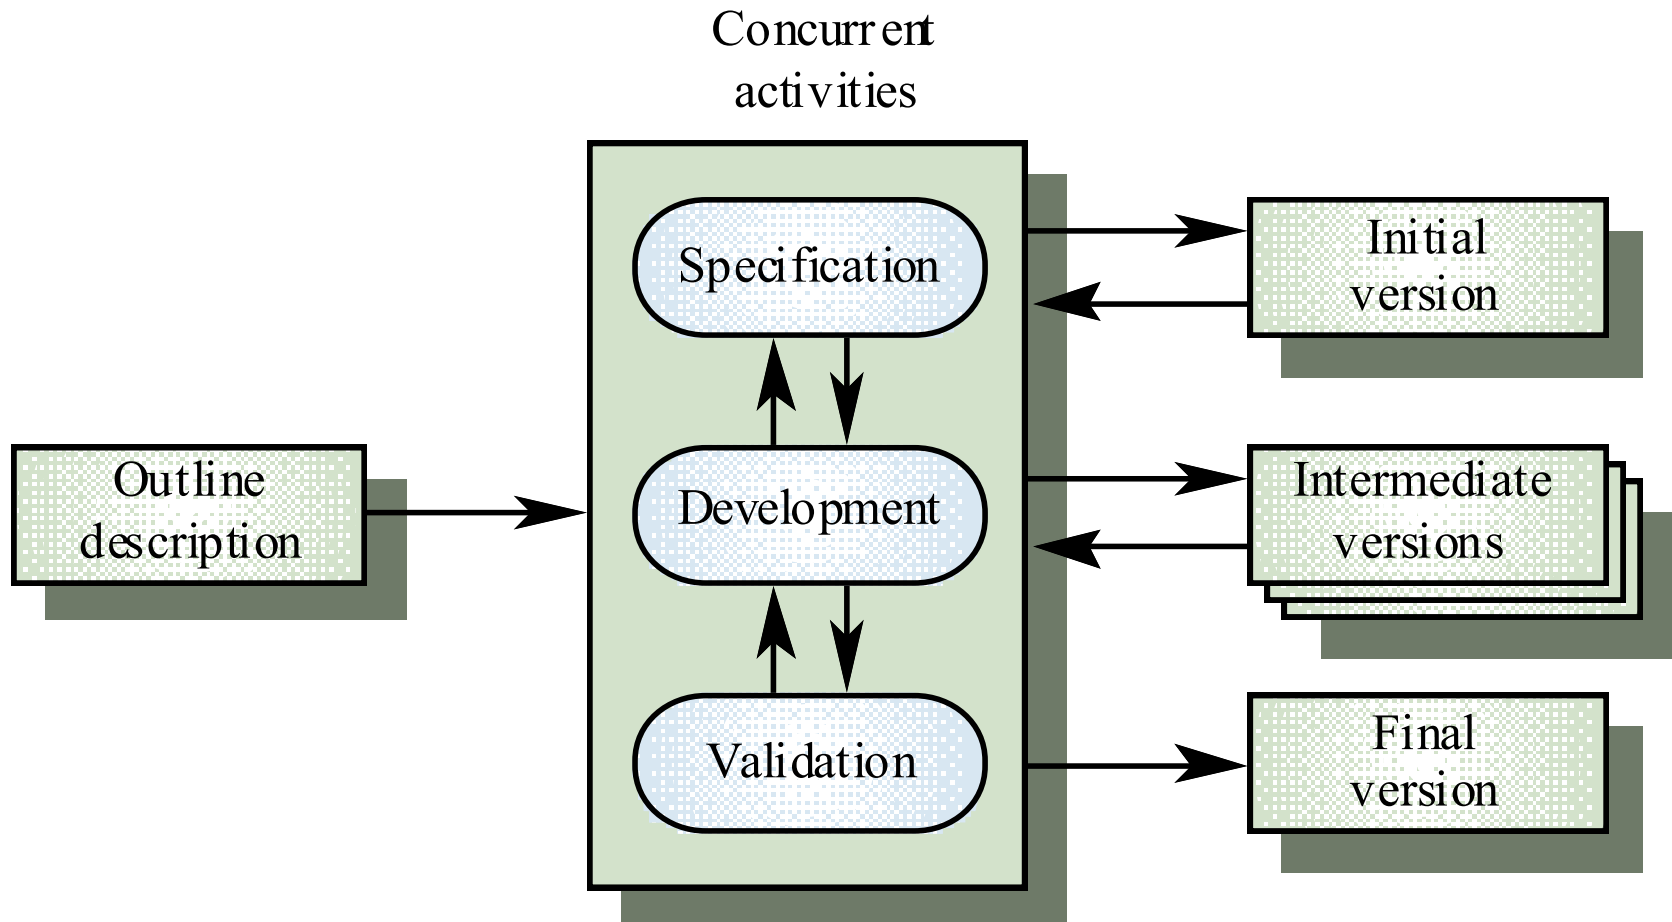 Concurrent
activities
Outline
description
Specification
Development
Validation
Initial
version
Intermediate
versions
Final
version